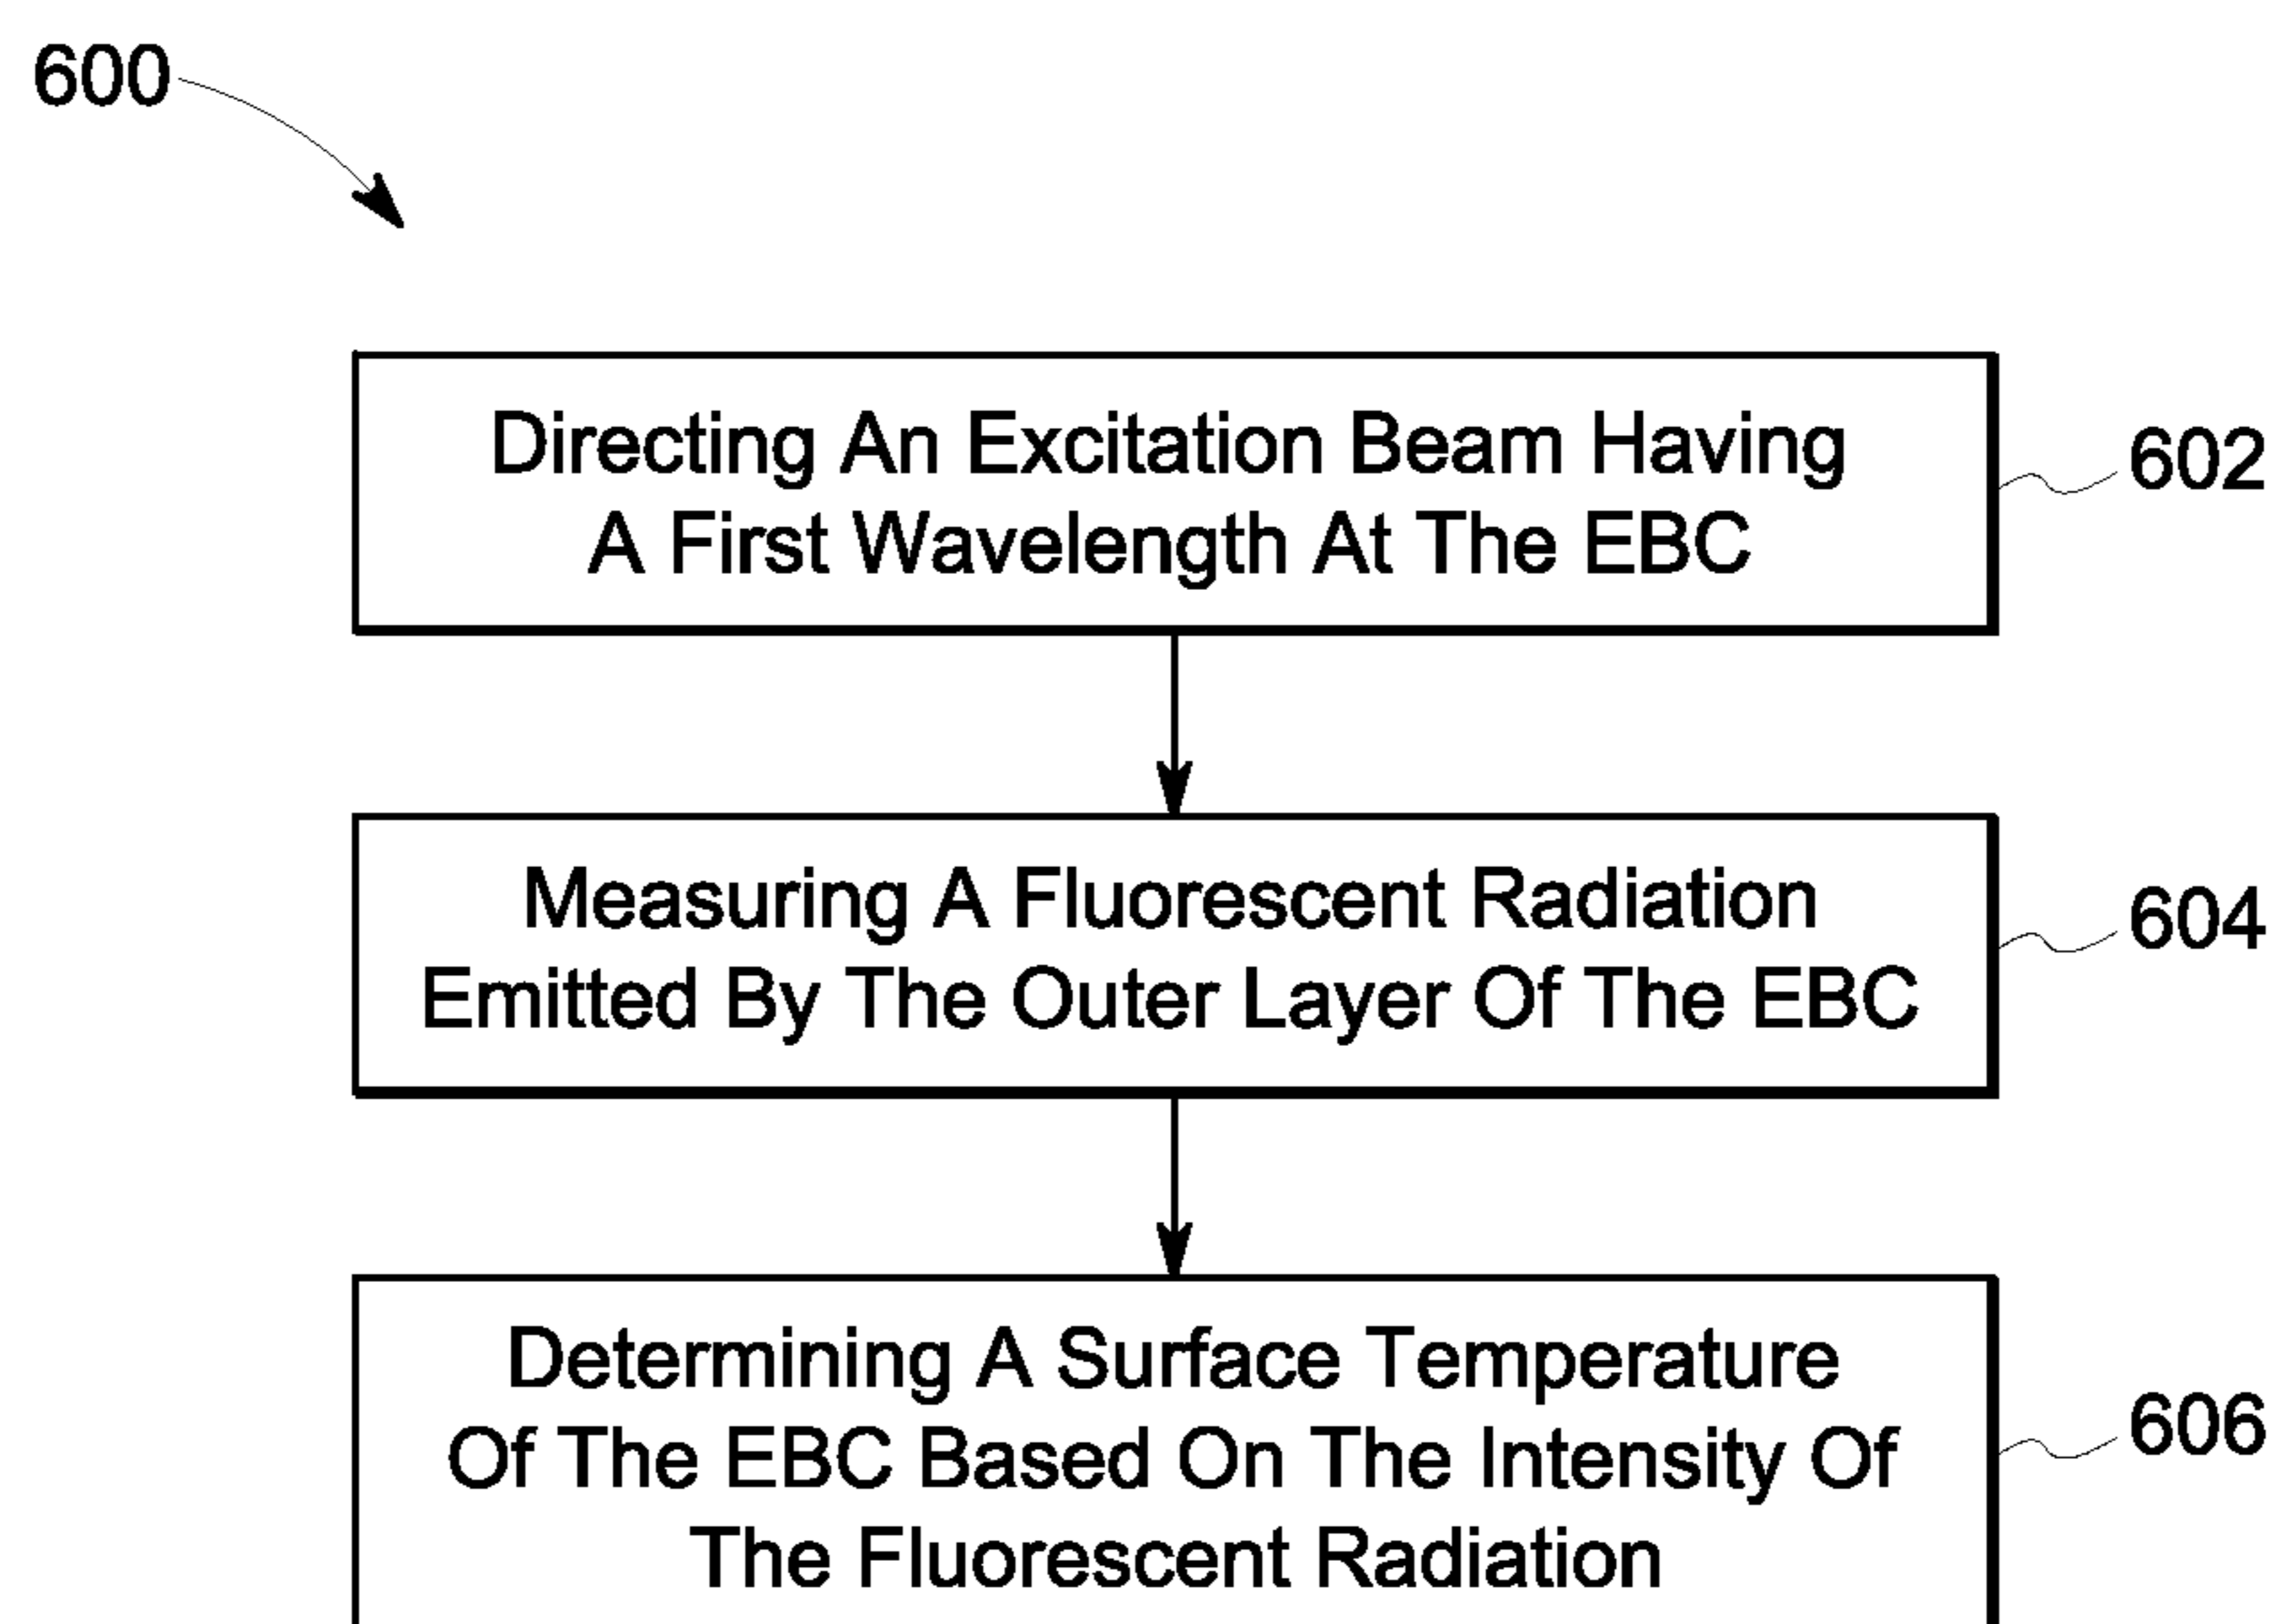 600
Directing An Excitation Beam Having
A First Wavelength At The EBC
602
Measuring A Fluorescent Radiation
Emitted By The Outer Layer Of The EBC
604
Determining A Surface Temperature
Of The EBC Based On The Intensity Of
The Fluorescent Radiation
606